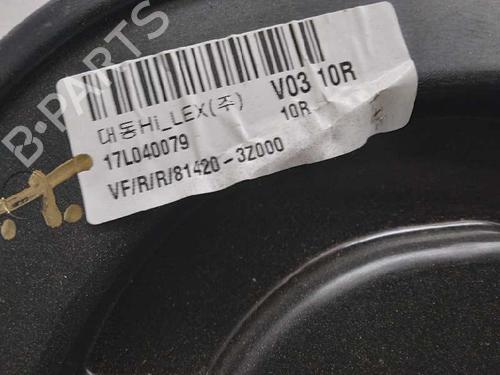 B-PARTS
대동Hi_LEX(주) V03 10R
17L040079 10R
VF/R/R/81420-3Z000